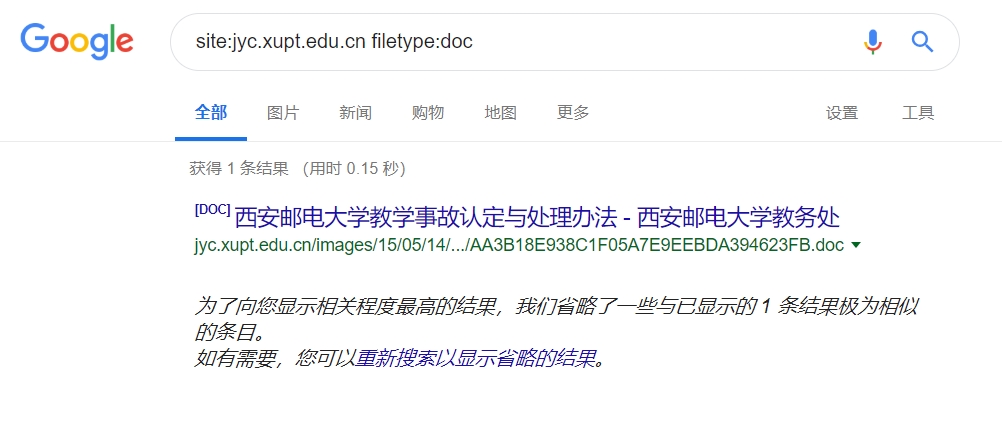 Google
site:jyc.xupt.edu.cn filetype:doc
全部 图片 新闻 购物 地图 更多 设置 工具
获得 1 条结果 （用时 0.15 秒）
[DOC] 西安邮电大学教学事故认定与处理办法 - 西安邮电大学教务处
jyc.xupt.edu.cn/images/15/05/14/.../AA3B18E938C1F05A7E9EEBDA394623FB.doc
为了向您显示相关程度最高的结果，我们省略了一些与已显示的 1 条结果极为相似
的条目。
如有需要，您可以重新搜索以显示省略的结果。